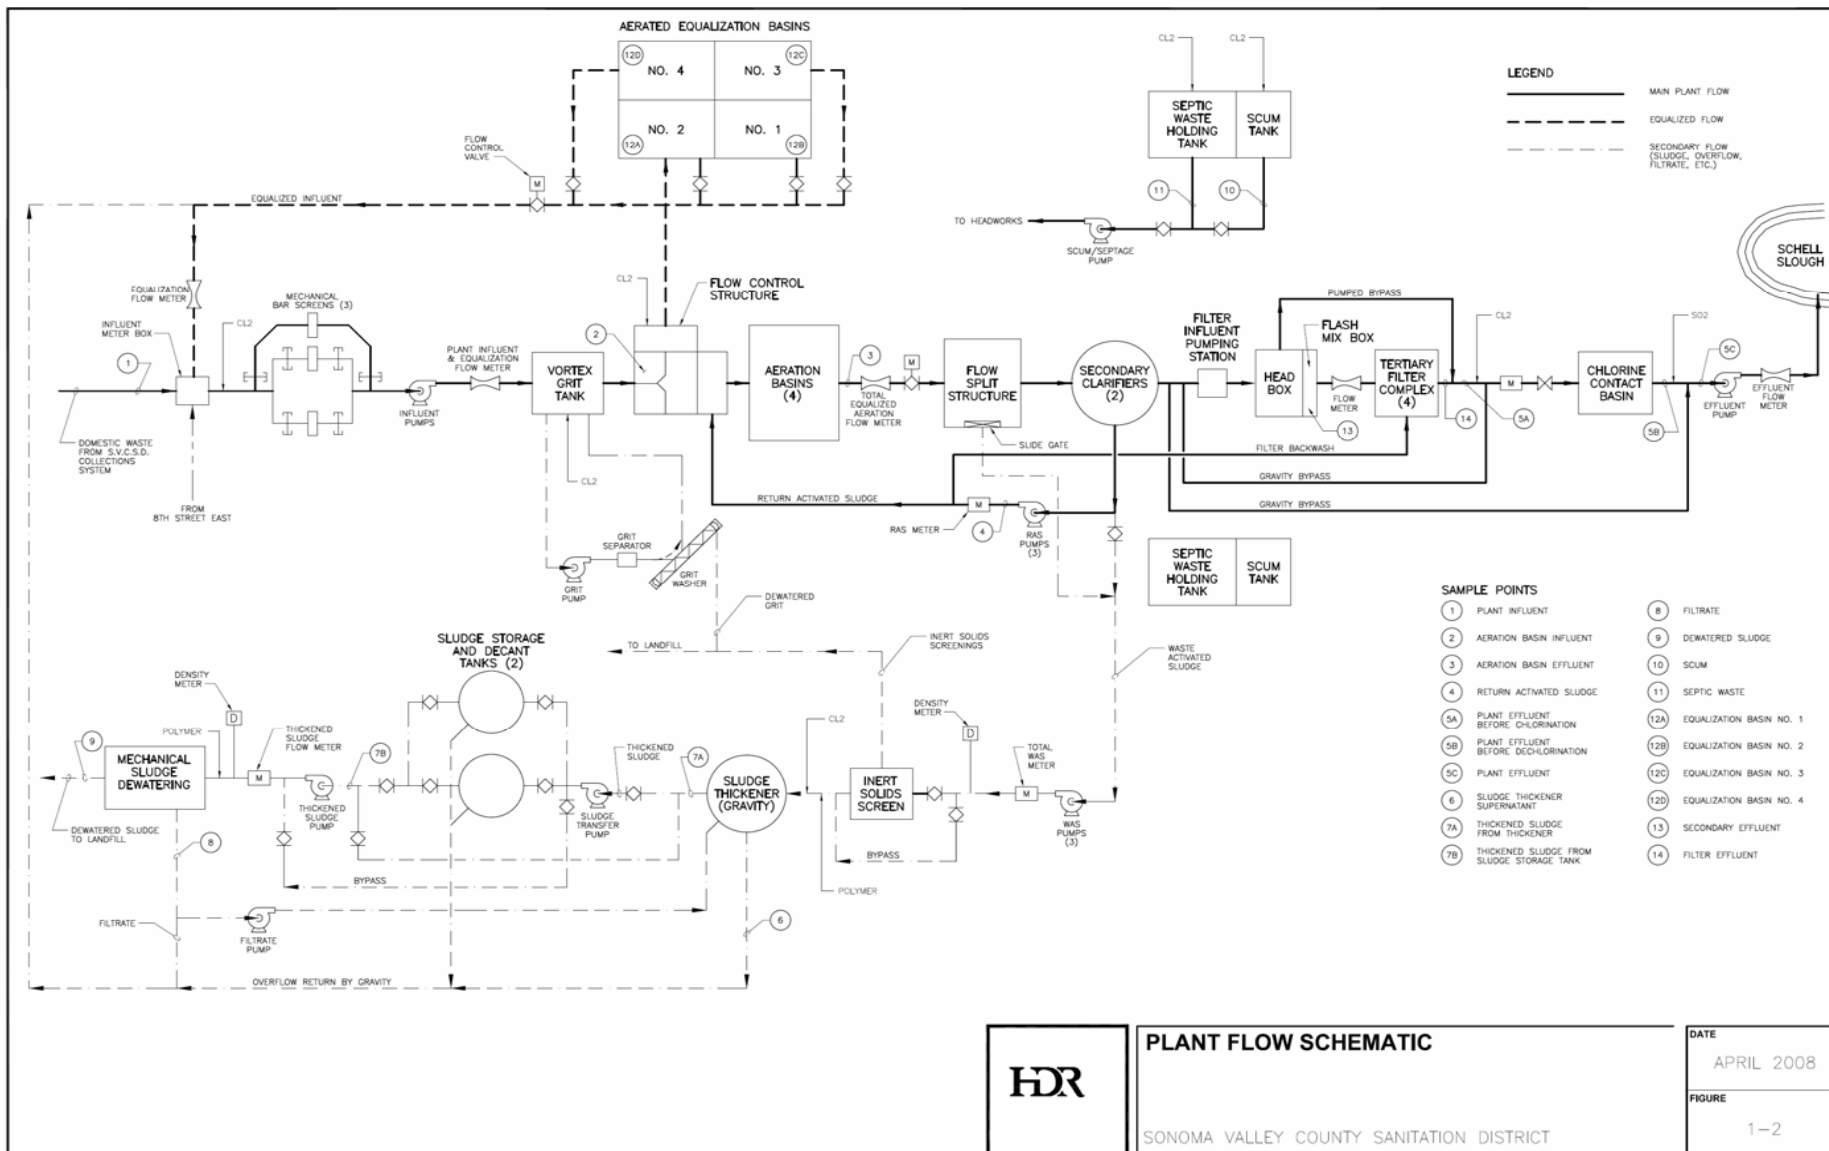 AERATED EQUALIZATION BASINS
12D
NO. 4
NO. 3
12C
NO. 2
NO. 1
12A
12B
FLOW
CONTROL
VALVE
M
EQUALIZED INFLUENT
CL2
CL2
SEPTIC
WASTE
HOLDING
TANK
SCUM
TANK
11
10
TO HEADWORKS
SCUM/SEPTAGE
PUMP
LEGEND
MAIN PLANT FLOW
EQUALIZED FLOW
SECONDARY FLOW
(SLUDGE, OVERFLOW,
FILTRATE, ETC.)
SCHELL
SLOUGH
EQUALIZATION
FLOW METER
MECHANICAL
BAR SCREENS (3)
INFLUENT
METER BOX
CL2
1
DOMESTIC WASTE
FROM S.V.C.S.D.
COLLECTIONS
SYSTEM
FROM
8TH STREET EAST
INFLUENT
PUMPS
PLANT INFLUENT
& EQUALIZATION
FLOW METER
VORTEX
GRIT
TANK
CL2
CL2
FLOW CONTROL
STRUCTURE
2
AERATION
BASINS
(4)
3
M
TOTAL
EQUALIZED
AERATION
FLOW METER
FLOW
SPLIT
STRUCTURE
SLIDE GATE
SECONDARY
CLARIFIERS
(2)
FILTER
INFLUENT
PUMPING
STATION
PUMPED BYPASS
FLASH
MIX BOX
HEAD
BOX
FLOW
METER
13
TERTIARY
FILTER
COMPLEX
(4)
14
CL2
5A
M
CHLORINE
CONTACT
BASIN
SO2
5B
5C
EFFLUENT
PUMP
EFFLUENT
FLOW
METER
FILTER BACKWASH
GRAVITY BYPASS
GRAVITY BYPASS
RETURN ACTIVATED SLUDGE
RAS METER
M
4
RAS
PUMPS
(3)
GRIT
SEPARATOR
GRIT
PUMP
GRIT
WASHER
DEWATERED
GRIT
SEPTIC
WASTE
HOLDING
TANK
SCUM
TANK
TO LANDFILL
INERT SOLIDS
SCREENINGS
WASTE
ACTIVATED
SLUDGE
SLUDGE STORAGE
AND DECANT
TANKS (2)
DENSITY
METER
D
POLYMER
THICKENED
SLUDGE
FLOW METER
9
MECHANICAL
SLUDGE
DEWATERING
M
THICKENED
SLUDGE
PUMP
7B
DEWATERED SLUDGE
TO LANDFILL
8
BYPASS
SLUDGE
TRANSFER
PUMP
THICKENED
SLUDGE
7A
SLUDGE
THICKENER
(GRAVITY)
CL2
POLYMER
INERT
SOLIDS
SCREEN
BYPASS
DENSITY
METER
D
TOTAL
WAS
METER
M
WAS
PUMPS
(3)
FILTRATE
FILTRATE
PUMP
6
OVERFLOW RETURN BY GRAVITY
SAMPLE POINTS
1 PLANT INFLUENT
2 AERATION BASIN INFLUENT
3 AERATION BASIN EFFLUENT
4 RETURN ACTIVATED SLUDGE
5A PLANT EFFLUENT
BEFORE CHLORINATION
5B PLANT EFFLUENT
BEFORE DECHLORINATION
5C PLANT EFFLUENT
6 SLUDGE THICKENER
SUPERNATANT
7A THICKENED SLUDGE
FROM THICKENER
7B THICKENED SLUDGE FROM
SLUDGE STORAGE TANK
8 FILTRATE
9 DEWATERED SLUDGE
10 SCUM
11 SEPTIC WASTE
12A EQUALIZATION BASIN NO. 1
12B EQUALIZATION BASIN NO. 2
12C EQUALIZATION BASIN NO. 3
12D EQUALIZATION BASIN NO. 4
13 SECONDARY EFFLUENT
14 FILTER EFFLUENT
HDR
PLANT FLOW SCHEMATIC
SONOMA VALLEY COUNTY SANITATION DISTRICT
DATE
APRIL 2008
FIGURE
1-2